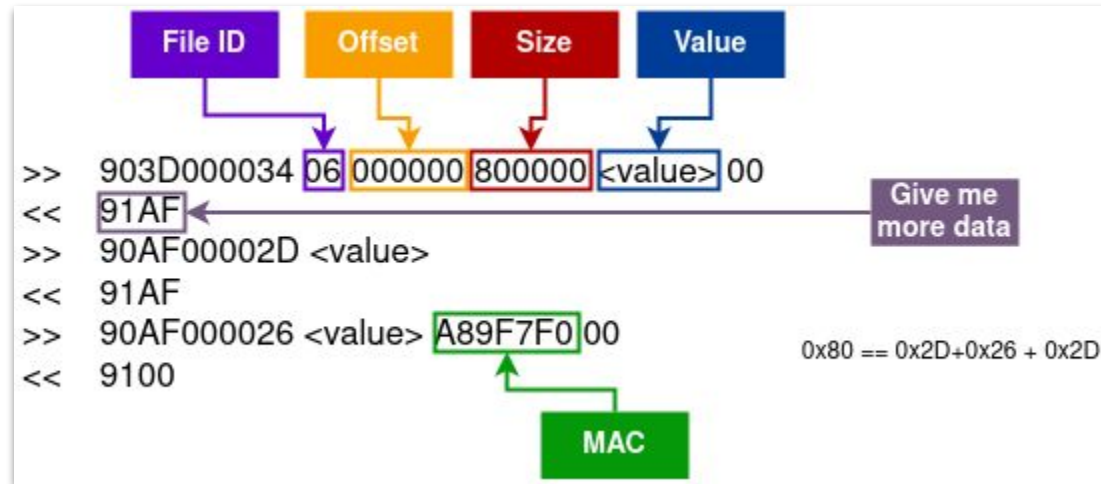 File ID Offset Size Value
>> 903D000034 06 000000 800000 <value> 00
Give me
more data
<< 91AF
>> 90AF00002D <value>
<< 91AF
>> 90AF000026 <value> A89F7F0 00
0x80 == 0x2D+0x26 + 0x2D
<< 9100
MAC